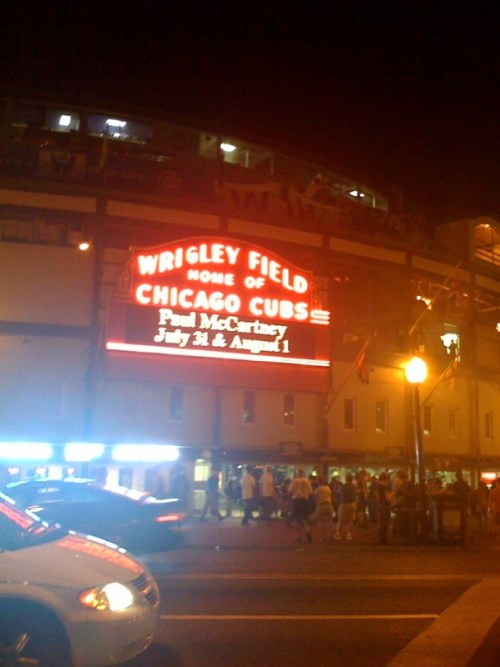 WRIGLEY FIELD
HOME OF
CHICAGO CUBS
Paul McCartney
July 31 & August 1